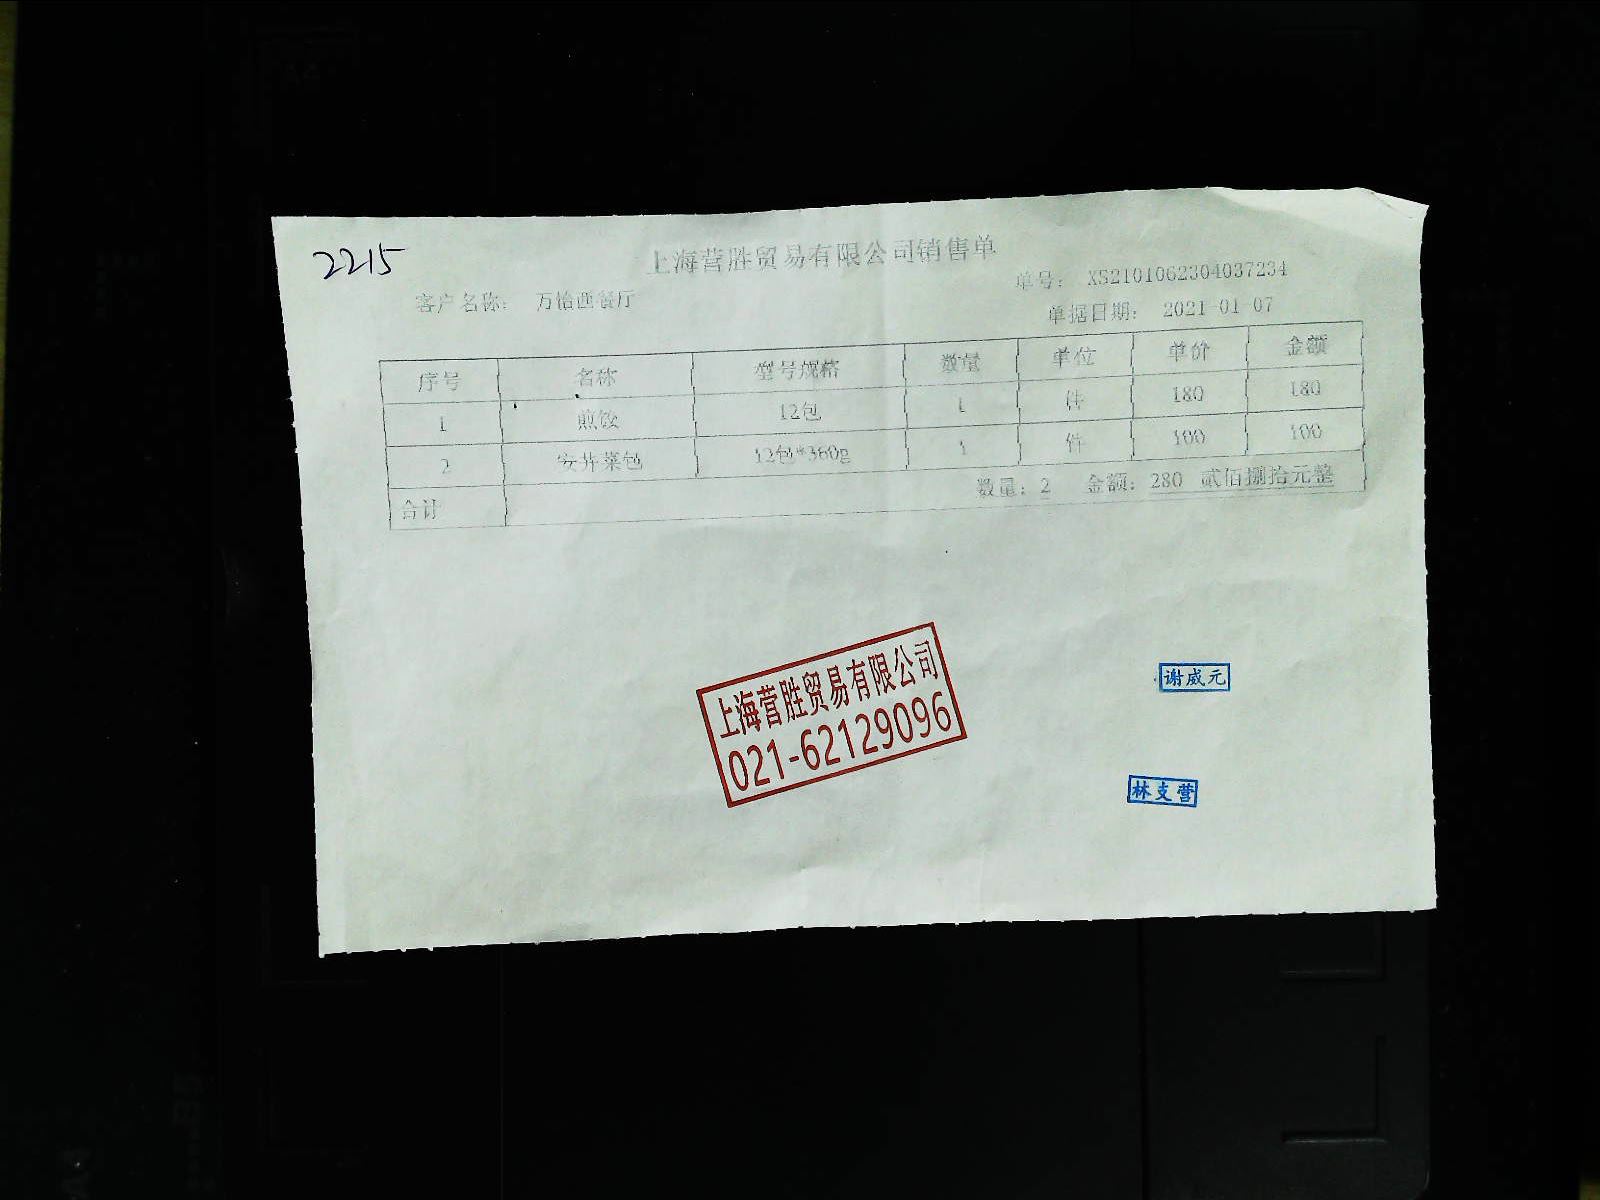 2215
上海营胜贸易有限公司销售单
单号： XS2101062304037234
客户名称： 万怡西餐厅
单据日期： 2021-01-07
序号 名称 型号规格 数量 单位 单价 金额
1 煎饺 12包 1 件 180 180
2 安井菜包 12包*360g 1 件 100 100
合计 数量：2 金额：280 贰佰捌拾元整
上海营胜贸易有限公司
021-62129096
谢威元
林支营